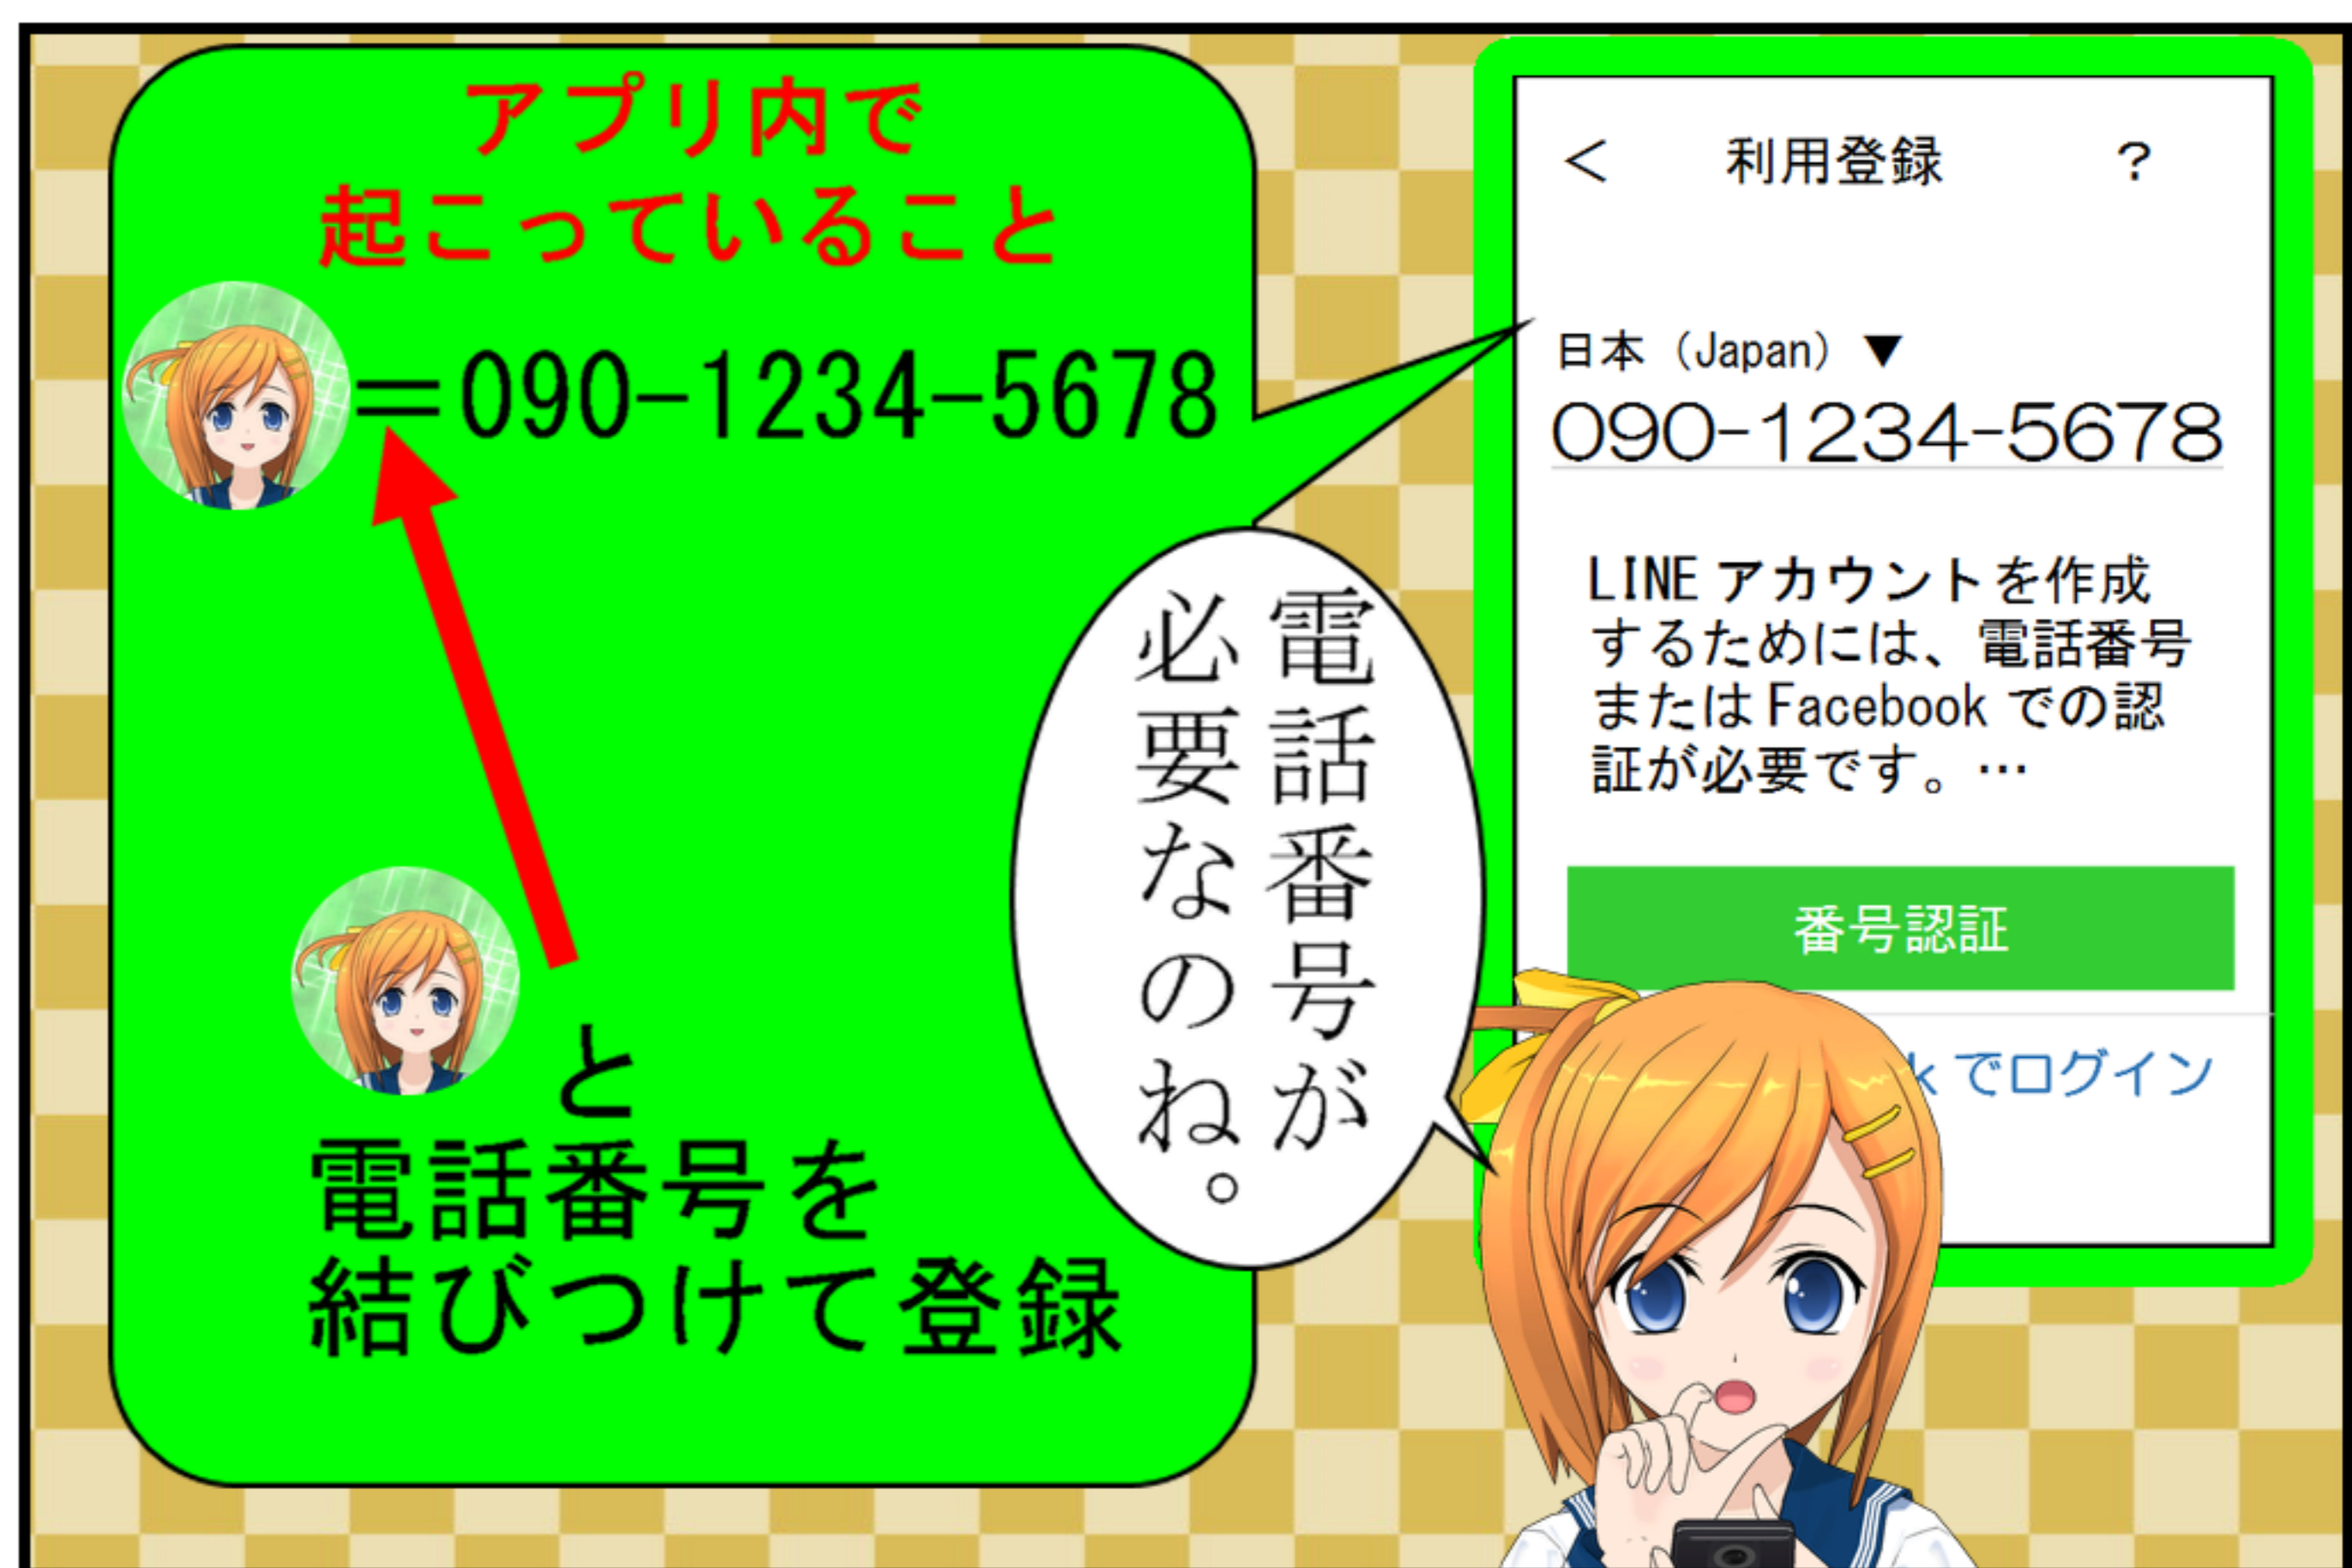 アプリ内で
起こっていること
=090-1234-5678
と
電話番号を
結びつけて登録
電話番号が
必要なのね。
< 利用登録 ?
日本（Japan）▼
090-1234-5678
LINE アカウントを作成
するためには、電話番号
または Facebook での認
証が必要です。…
番号認証
k でログイン